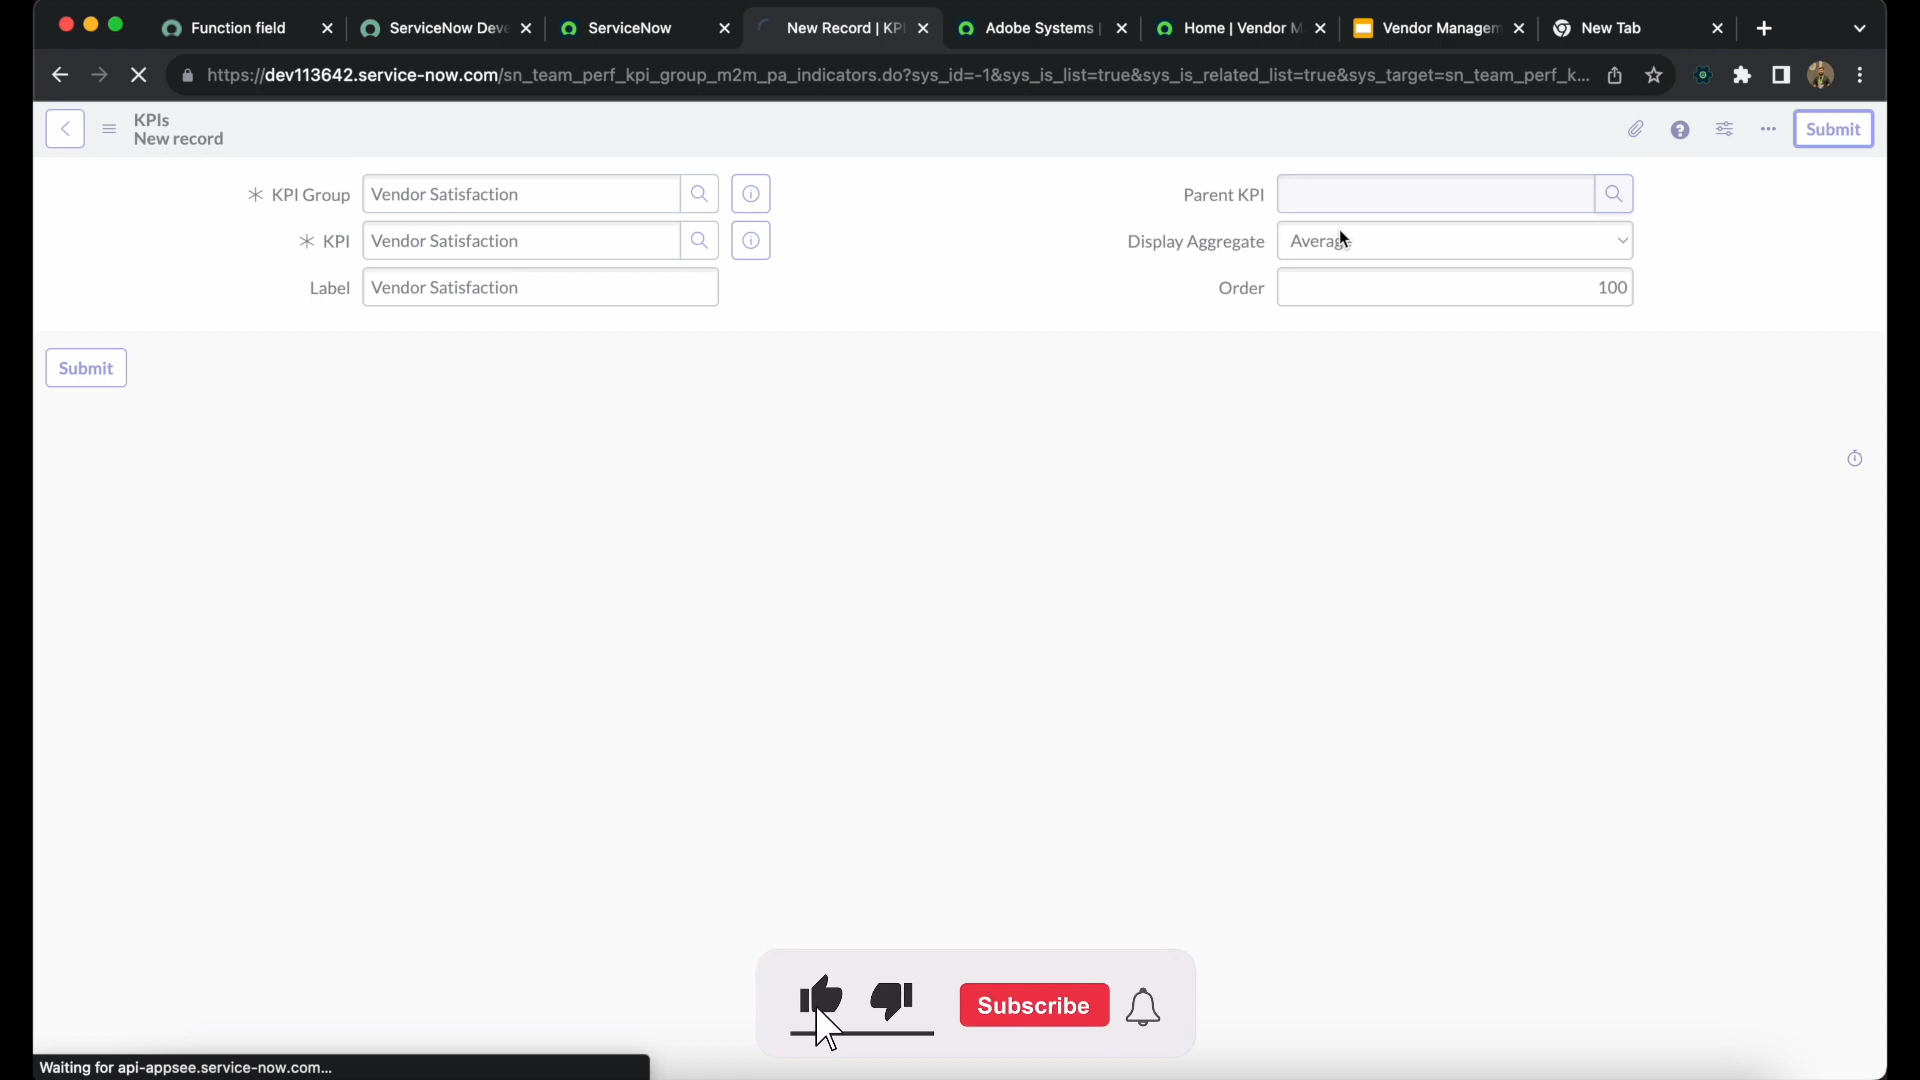 Function field
ServiceNow Deve
ServiceNow
New Record | KPI
Adobe Systems |
Home | Vendor M
Vendor Managem
New Tab
https://dev113642.service-now.com/sn_team_perf_kpi_group_m2m_pa_indicators.do?sys_id=-1&sys_is_list=true&sys_is_related_list=true&sys_target=sn_team_perf_k...
KPIs
New record
Submit
KPI Group Vendor Satisfaction
Parent KPI
KPI Vendor Satisfaction
Display Aggregate Average
Label Vendor Satisfaction
Order 100
Submit
Subscribe
Waiting for api-appsee.service-now.com...